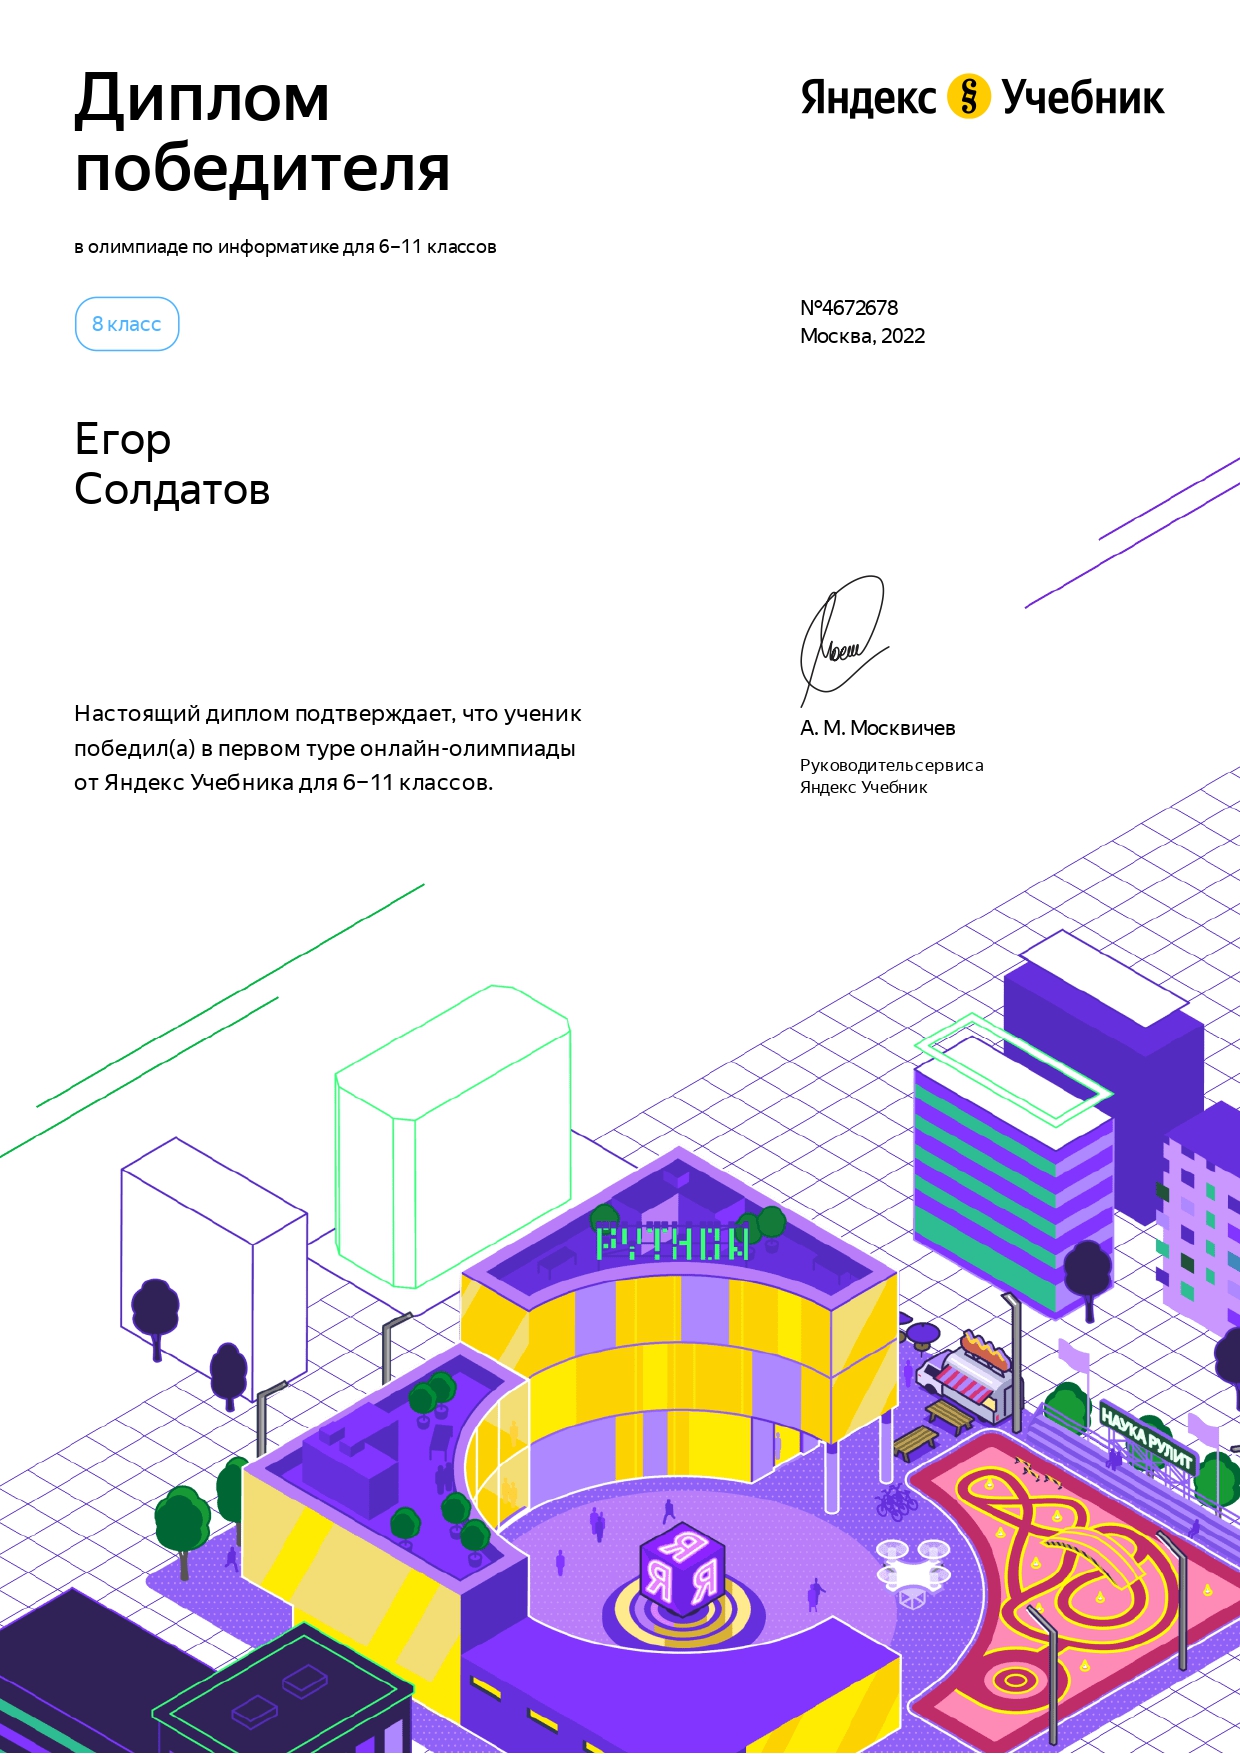 Диплом
победителя
Яндекс § Учебник
в олимпиаде по информатике для 6–11 классов
8 класс
№4672678
Москва, 2022
Егор
Солдатов
Настоящий диплом подтверждает, что ученик
победил(а) в первом туре онлайн-олимпиады
от Яндекс Учебника для 6–11 классов.
А. М. Москвичев
Руководитель сервиса
Яндекс Учебник
PYTHON
НАУКА РУЛИТ
Я
Я Я